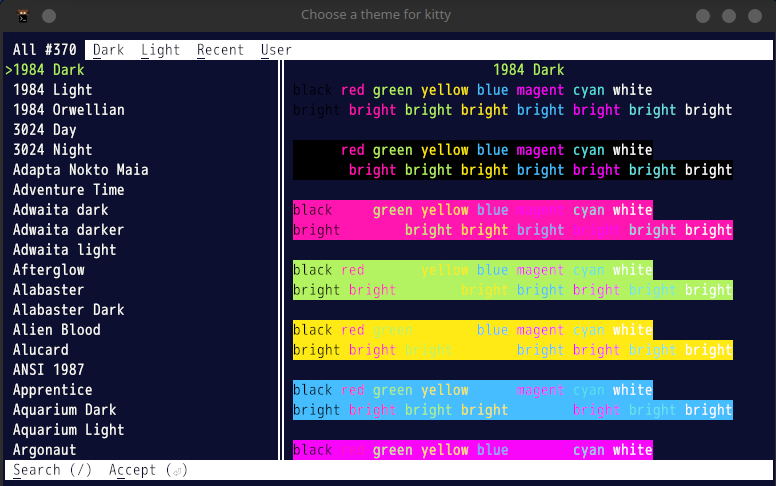 Choose a theme for kitty
All #370 Dark Light Recent User
>1984 Dark
1984 Light
1984 Orwellian
3024 Day
3024 Night
Adapta Nokto Maia
Adventure Time
Adwaita dark
Adwaita darker
Adwaita light
Afterglow
Alabaster
Alabaster Dark
Alien Blood
Alucard
ANSI 1987
Apprentice
Aquarium Dark
Aquarium Light
Argonaut
1984 Dark
black red green yellow blue magent cyan white
bright bright bright bright bright bright bright bright
red green yellow blue magent cyan white
bright bright bright bright bright bright bright
black green yellow blue magent cyan white
bright bright bright bright bright bright bright
black red yellow blue magent cyan white
bright bright bright bright bright bright bright
black red green blue magent cyan white
bright bright bright bright bright bright bright
black red green yellow magent cyan white
bright bright bright bright bright bright bright
black green yellow blue cyan white
Search (/) Accept (⏎)